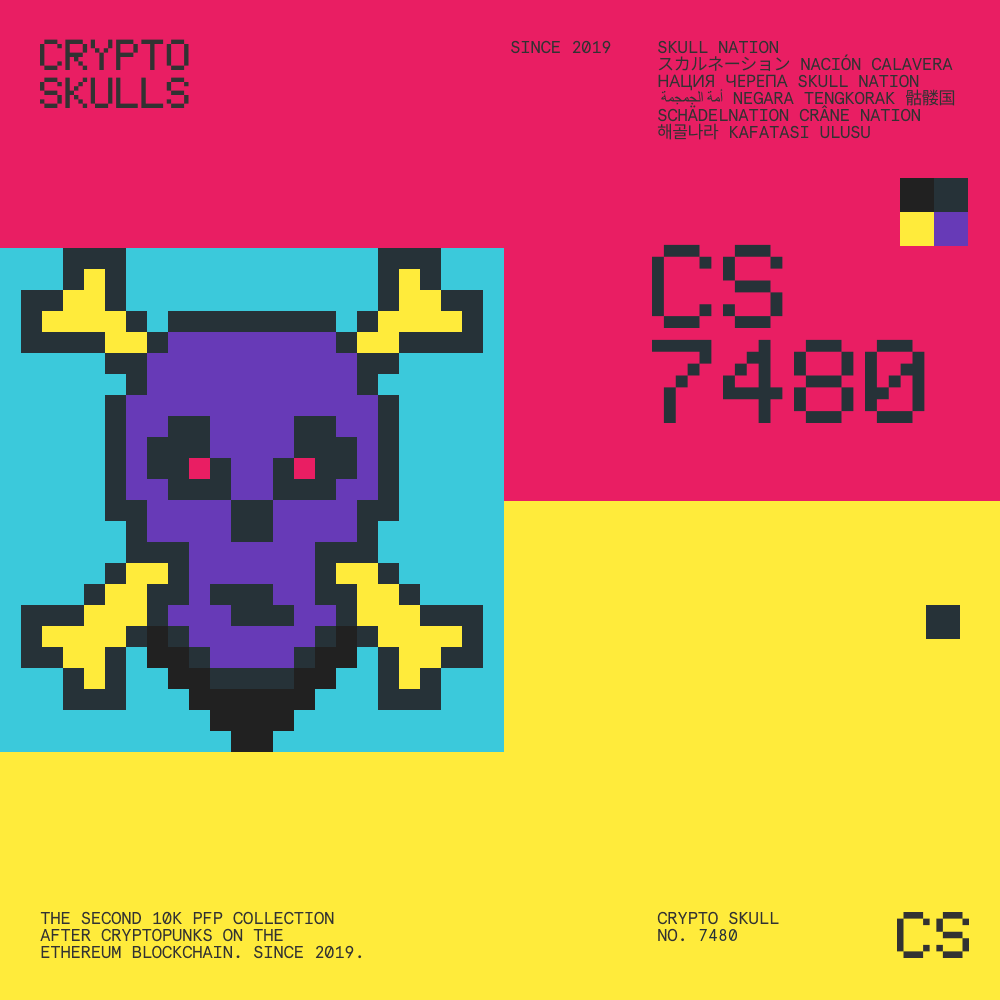 CRYPTO
SKULLS
SINCE 2019
SKULL NATION
スカルネーション NACIÓN CALAVERA
НАЦИЯ ЧЕРЕПА SKULL NATION
أمة الجمجمة NEGARA TENGKORAK 骷髅国
SCHÄDELNATION CRÂNE NATION
해골나라 KAFATASI ULUSU
CS
7480
THE SECOND 10K PFP COLLECTION
AFTER CRYPTOPUNKS ON THE
ETHEREUM BLOCKCHAIN. SINCE 2019.
CRYPTO SKULL
NO. 7480
CS